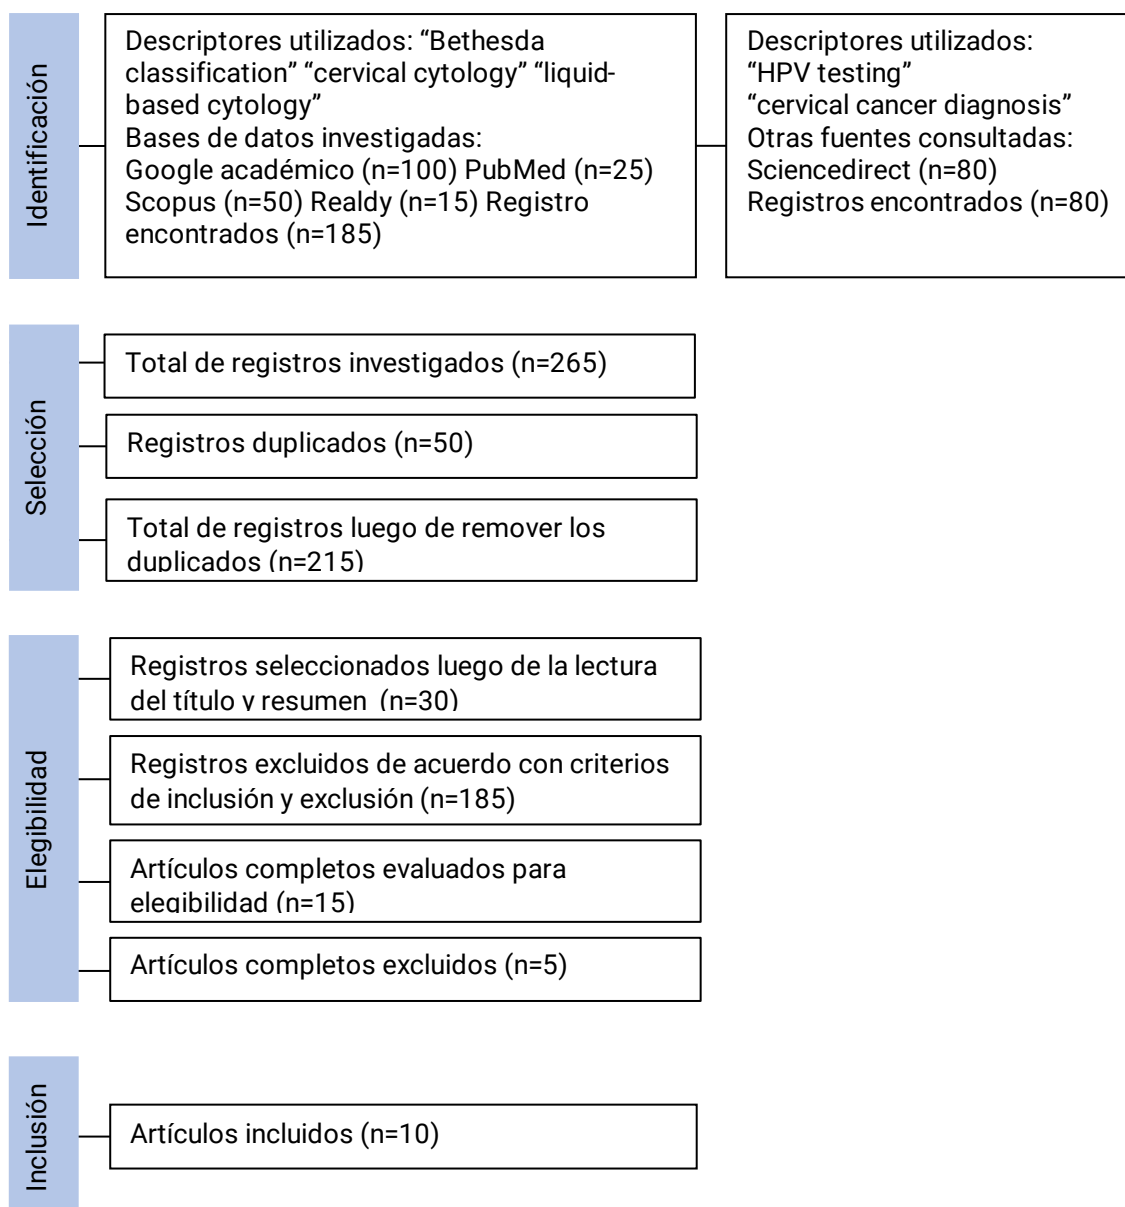 Identificación
Descriptores utilizados: “Bethesda
classification” “cervical cytology” “liquid-
based cytology”
Bases de datos investigadas:
Google académico (n=100) PubMed (n=25)
Scopus (n=50) Realdy (n=15) Registro
encontrados (n=185)
Descriptores utilizados:
“HPV testing”
“cervical cancer diagnosis”
Otras fuentes consultadas:
Sciencedirect (n=80)
Registros encontrados (n=80)
Selección
Total de registros investigados (n=265)
Registros duplicados (n=50)
Total de registros luego de remover los
duplicados (n=215)
Elegibilidad
Registros seleccionados luego de la lectura
del título y resumen (n=30)
Registros excluidos de acuerdo con criterios
de inclusión y exclusión (n=185)
Artículos completos evaluados para
elegibilidad (n=15)
Artículos completos excluidos (n=5)
Inclusión
Artículos incluidos (n=10)